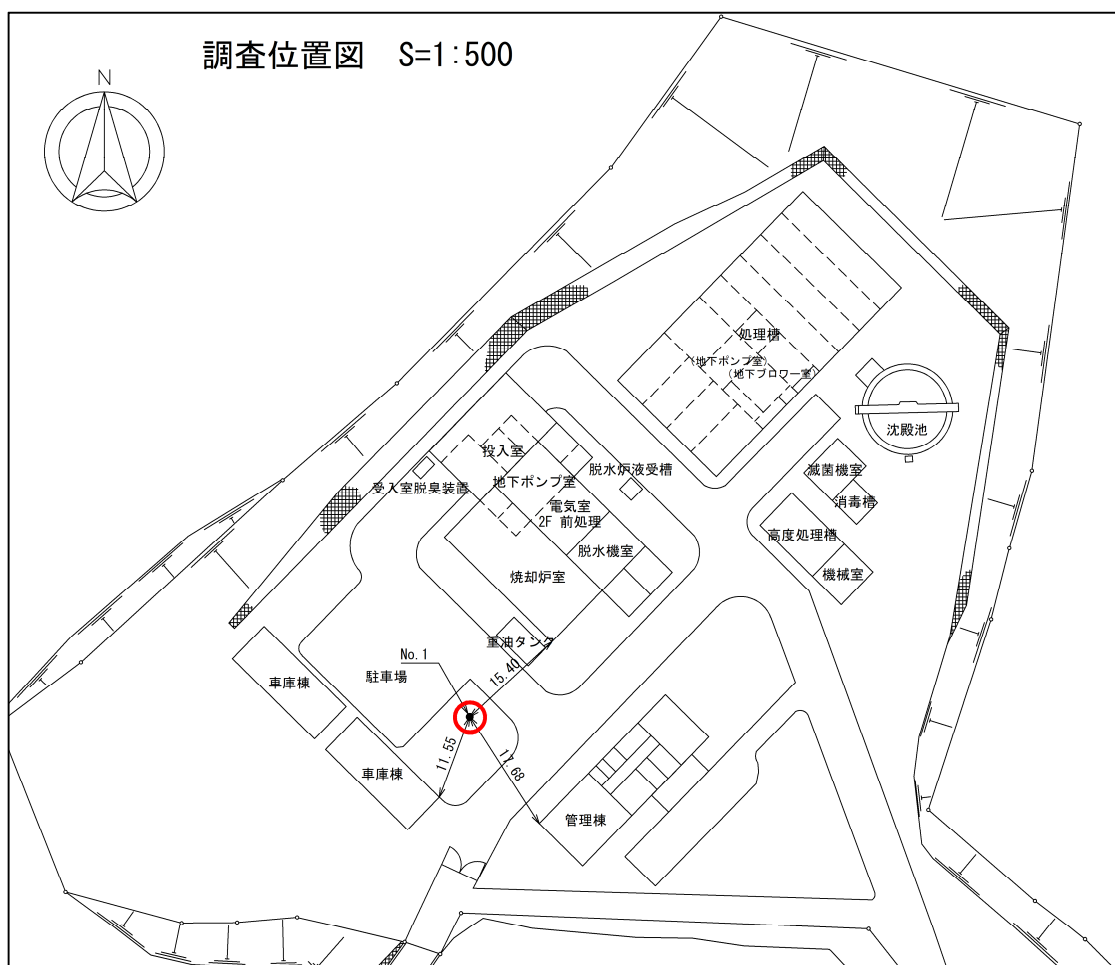 調査位置図 S=1:500
N
処理槽
(地下ポンプ室)
(地下ブロワー室)
沈殿池
投入室
脱水炉液受槽
滅菌機室
地下ポンプ室
受入室脱臭装置
消毒槽
電気室
2F 前処理
高度処理槽
脱水機室
焼却炉室
機械室
重油タンク
No.1
15.40
駐車場
車庫棟
11.55
17.68
車庫棟
管理棟